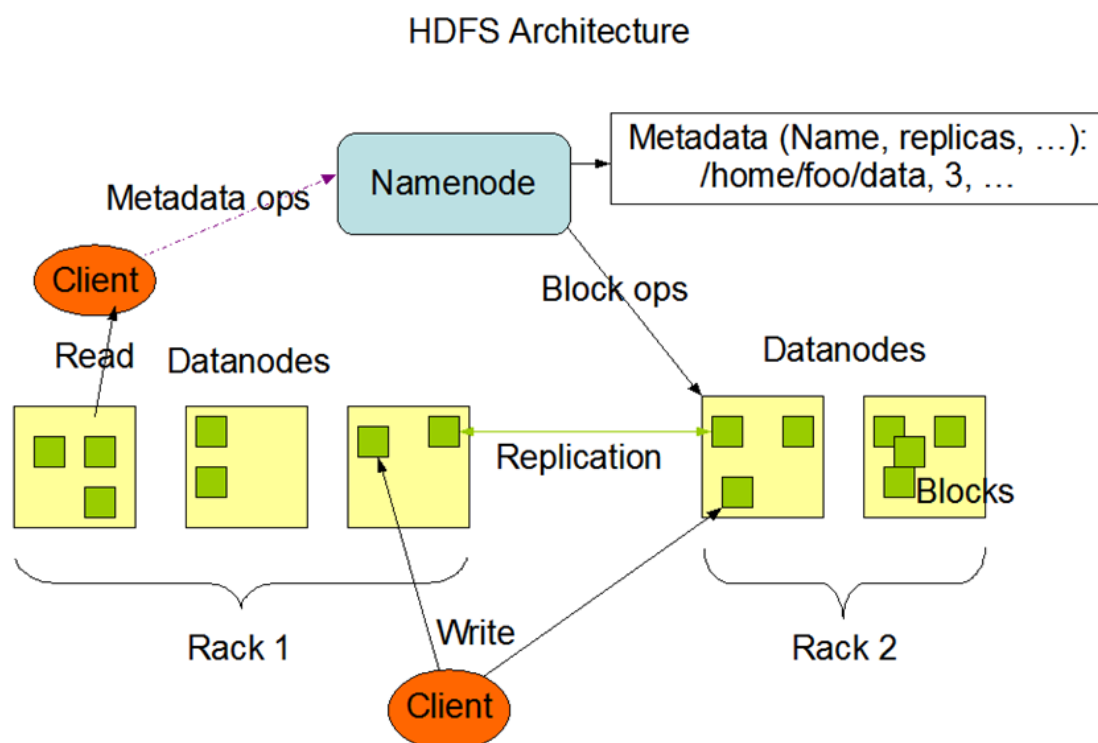 HDFS Architecture
Metadata (Name, replicas, …):
/home/foo/data, 3, …
Namenode
Metadata ops
Client
Block ops
Read
Datanodes
Datanodes
Replication
Blocks
Rack 1
Write
Rack 2
Client